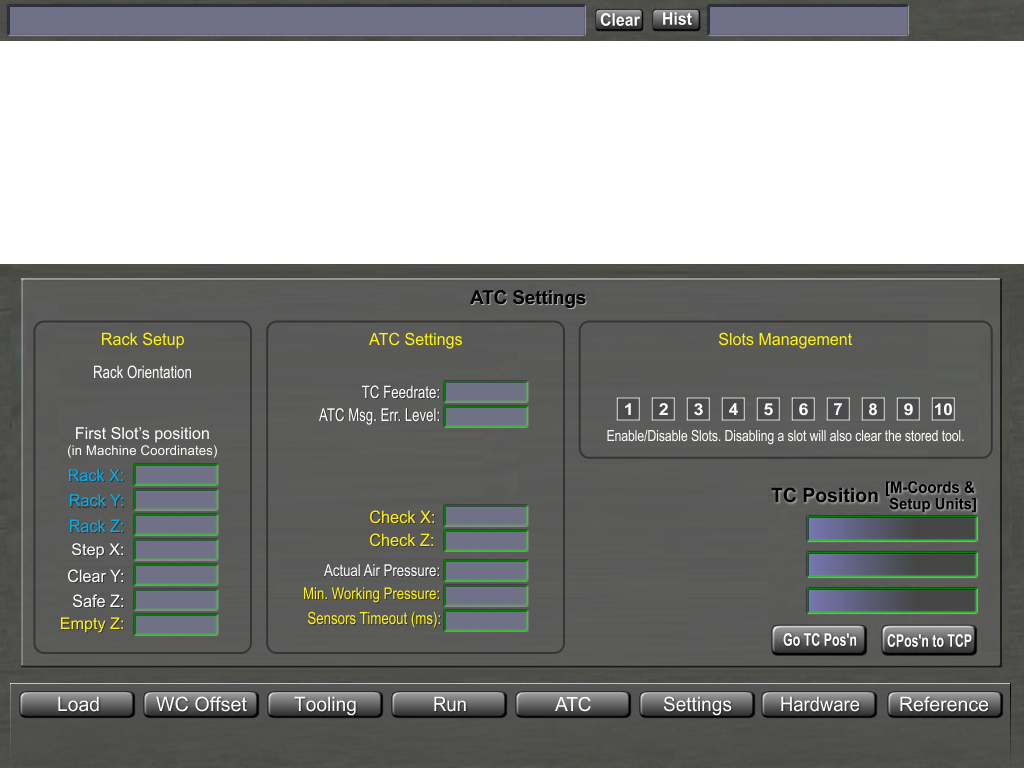 Clear Hist
ATC Settings
Rack Setup
Rack Orientation
First Slot's position
(in Machine Coordinates)
Rack X:
Rack Y:
Rack Z:
Step X:
Clear Y:
Safe Z:
Empty Z:
ATC Settings
TC Feedrate:
ATC Msg. Err. Level:
Check X:
Check Z:
Actual Air Pressure:
Min. Working Pressure:
Sensors Timeout (ms):
Slots Management
1 2 3 4 5 6 7 8 9 10
Enable/Disable Slots. Disabling a slot will also clear the stored tool.
TC Position [M-Coords &
Setup Units]
Go TC Pos'n CPos'n to TCP
Load WC Offset Tooling Run ATC Settings Hardware Reference